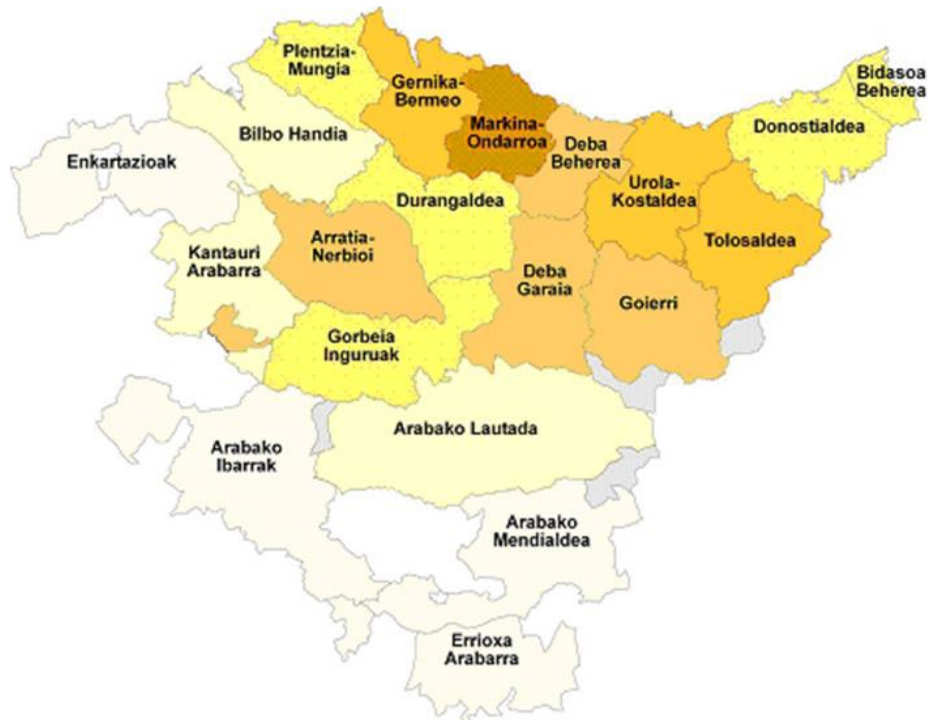 Plentzia-
Mungia
Gernika-
Bermeo
Markina-
Ondarroa
Bidasoa
Beherea
Donostialdea
Bilbo Handia
Deba
Beherea
Enkartazioak
Urola-
Kostaldea
Durangaldea
Tolosaldea
Arratia-
Nerbioi
Kantauri
Arabarra
Deba
Garaia
Goierri
Gorbeia
Inguruak
Arabako Lautada
Arabako
Ibarrak
Arabako
Mendialdea
Errioxa
Arabarra